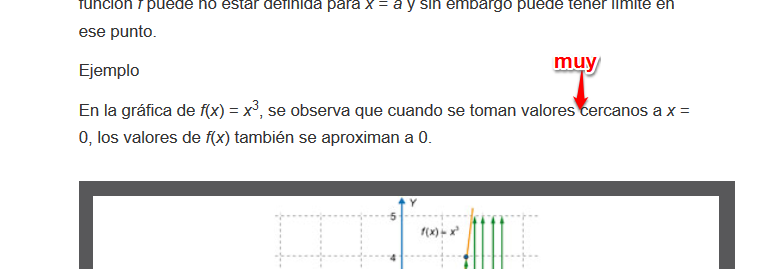 función f puede no estar definida para x = a y sin embargo puede tener límite en
ese punto.
Ejemplo
muy
En la gráfica de f(x) = x³, se observa que cuando se toman valores cercanos a x =
0, los valores de f(x) también se aproximan a 0.
Y
5
f(x) = x³
4